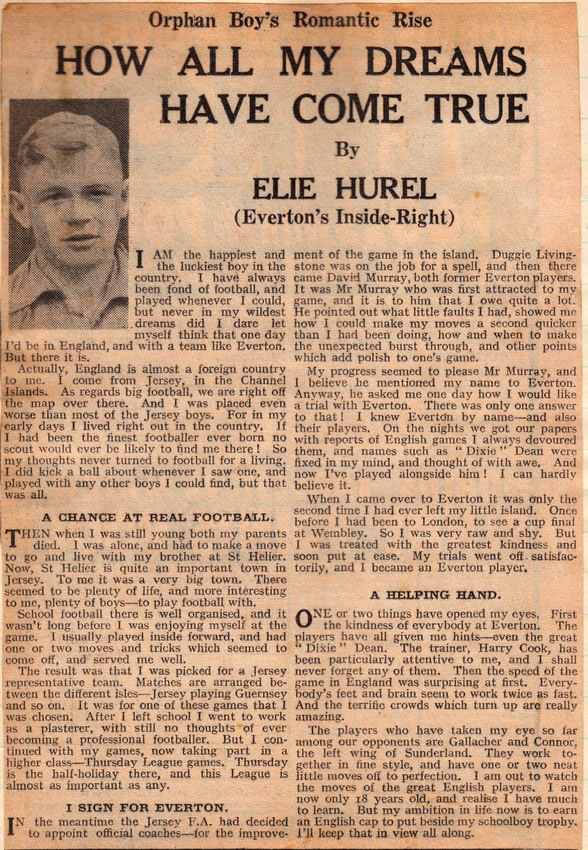 Orphan Boy's Romantic Rise
HOW ALL MY DREAMS
HAVE COME TRUE
By
ELIE HUREL
(Everton's Inside-Right)
I AM the happiest and
the luckiest boy in the
country. I have always
been fond of football, and
played whenever I could,
but never in my wildest
dreams did I dare let
myself think that one day
I'd be in England, and with a team like Everton.
But there it is.
Actually, England is almost a foreign country
to me. I come from Jersey, in the Channel
Islands. As regards big football, we are right off
the map over there. And I was placed even
worse than most of the Jersey boys. For in my
early days I lived right out in the country. If
I had been the finest footballer ever born no
scout would ever be likely to find me there! So
my thoughts never turned to football for a living.
I did kick a ball about whenever I saw one, and
played with any other boys I could find, but that
was all.
A CHANCE AT REAL FOOTBALL.
THEN when I was still young both my parents
died. I was alone, and had to make a move
to go and live with my brother at St Helier.
Now, St Helier is quite an important town in
Jersey. To me it was a very big town. There
seemed to be plenty of life, and more interesting
to me, plenty of boys—to play football with.
School football there is well organised, and it
wasn't long before I was enjoying myself at the
game. I usually played inside forward, and had
one or two moves and tricks which seemed to
come off, and served me well.
The result was that I was picked for a Jersey
representative team. Matches are arranged be-
tween the different isles—Jersey playing Guernsey
and so on. It was for one of these games that I
was chosen. After I left school I went to work
as a plasterer, with still no thoughts of ever
becoming a professional footballer. But I con-
tinued with my games, now taking part in a
higher class—Thursday League games. Thursday
is the half-holiday there, and this League is
almost as important as any.
I SIGN FOR EVERTON.
IN the meantime the Jersey F.A. had decided
to appoint official coaches—for the improve-
ment of the game in the island. Duggie Living-
stone was on the job for a spell, and then there
came David Murray, both former Everton players.
It was Mr Murray who was first attracted to my
game, and it is to him that I owe quite a lot.
He pointed out what little faults I had, showed me
how I could make my moves a second quicker
than I had been doing, how and when to make
the unexpected burst through, and other points
which add polish to one's game.
My progress seemed to please Mr Murray, and
I believe he mentioned my name to Everton.
Anyway, he asked me one day how I would like
a trial with Everton. There was only one answer
to that! I knew Everton by name—and also
their players. On the nights we got our papers
with reports of English games I always devoured
them, and names such as "Dixie" Dean were
fixed in my mind, and thought of with awe. And
now I've played alongside him! I can hardly
believe it.
When I came over to Everton it was only the
second time I had ever left my little island. Once
before I had been to London, to see a cup final
at Wembley. So I was very raw and shy. But
I was treated with the greatest kindness and
soon put at ease. My trials went off satisfac-
torily, and I became an Everton player.
A HELPING HAND.
ONE or two things have opened my eyes. First
the kindness of everybody at Everton. The
players have all given me hints—even the great
"Dixie" Dean. The trainer, Harry Cook, has
been particularly attentive to me, and I shall
never forget any of them. Then the speed of the
game in England was surprising at first. Every-
body's feet and brain seem to work twice as fast.
And the terrific crowds which turn up are really
amazing.
The players who have taken my eye so far
among our opponents are Gallacher and Connor,
the left wing of Sunderland. They work to-
gether in fine style, and have one or two neat
little moves off to perfection. I am out to watch
the moves of the great English players. I am
now only 18 years old, and realise I have much
to learn. But my ambition in life now is to earn
an English cap to put beside my schoolboy trophy.
I'll keep that in view all along.